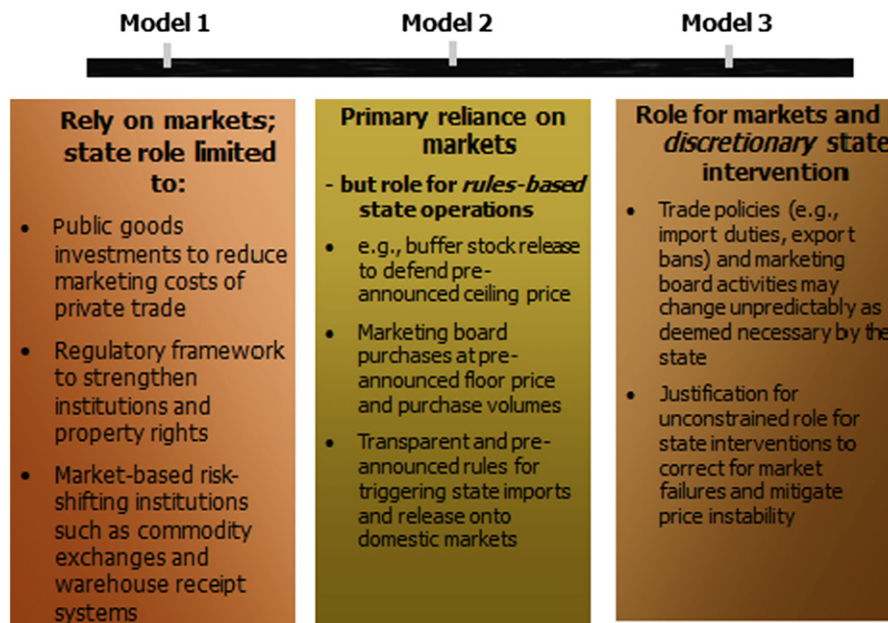 Model 1
Model 2
Model 3
Rely on markets;
state role limited
to:
• Public goods
investments to reduce
marketing costs of
private trade
• Regulatory framework
to strengthen
institutions and
property rights
• Market-based risk-
shifting institutions
such as commodity
exchanges and
warehouse receipt
systems
Primary reliance on
markets
- but role for rules-based
state operations
• e.g., buffer stock release
to defend pre-
announced ceiling price
• Marketing board
purchases at pre-
announced floor price
and purchase volumes
• Transparent and pre-
announced rules for
triggering state imports
and release onto
domestic markets
Role for markets and
discretionary state
intervention
• Trade policies (e.g.,
import duties, export
bans) and marketing
board activities may
change unpredictably as
deemed necessary by the
state
• Justification for
unconstrained role for
state interventions to
correct for market
failures and mitigate
price instability